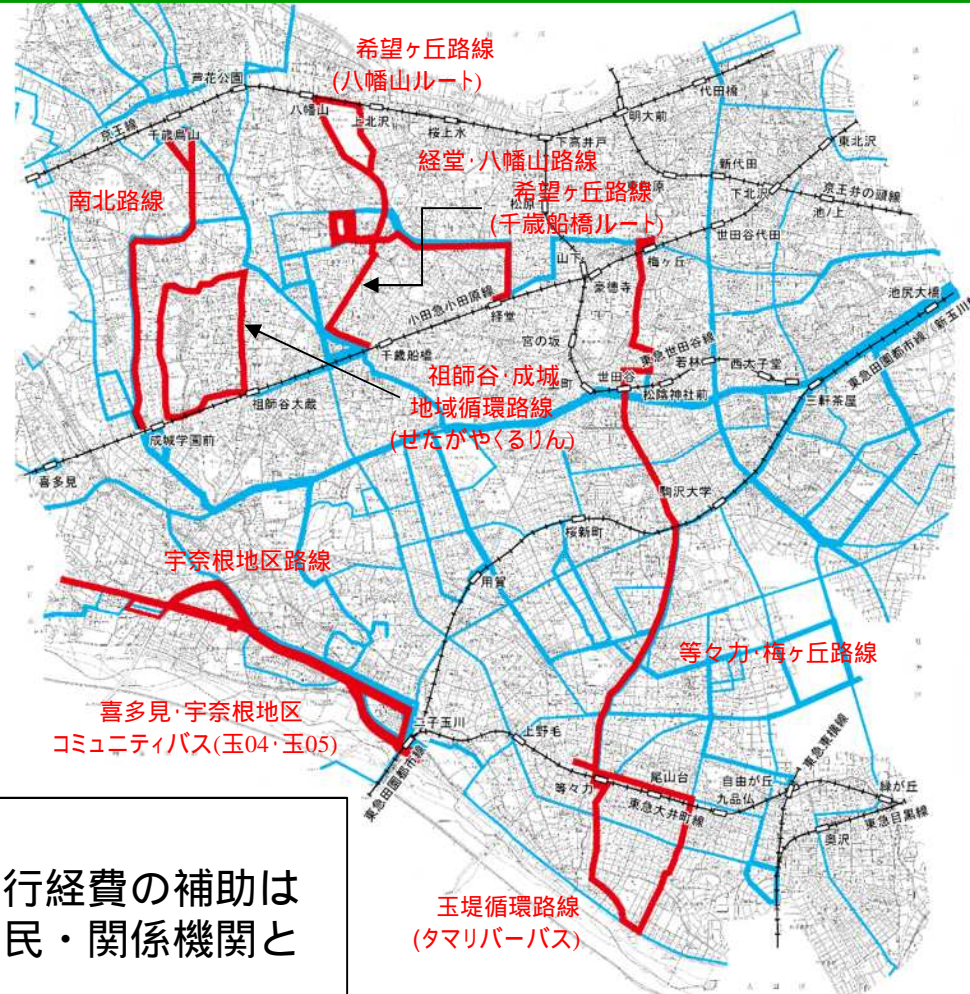 希望ヶ丘路線
(八幡山ルート)
芦花公園
代田橋
八幡山
明大前
京王線
上北沢
千歳烏山
桜上水
下高井戸
東北沢
経堂・八幡山路線
新代田
南北路線
希望ヶ丘路線
下北沢
京王井の頭線
松原
(千歳船橋ルート)
池ノ上
世田谷代田
山下
梅ヶ丘
豪徳寺
小田急小田原線
池尻大橋
経堂
宮の坂
千歳船橋
東急世田谷線
若林
西太子堂
東急田園都市線(新玉川線
祖師谷・成城
世田谷
地域循環路線
松陰神社前
三軒茶屋
祖師谷大蔵
(せたがやくるりん)
成城学園前
喜多見
駒沢大学
桜新町
宇奈根地区路線
用賀
等々力・梅ヶ丘路線
喜多見・宇奈根地区
コミュニティバス(玉04・玉05)
二子玉川
上野毛
東急東横線
尾山台
自由が丘
等々力
九品仏
緑が丘
東急田園都市線
東急大井町線
東急目黒線
奥沢
行経費の補助は
民・関係機関と
玉堤循環路線
(タマリバーバス)